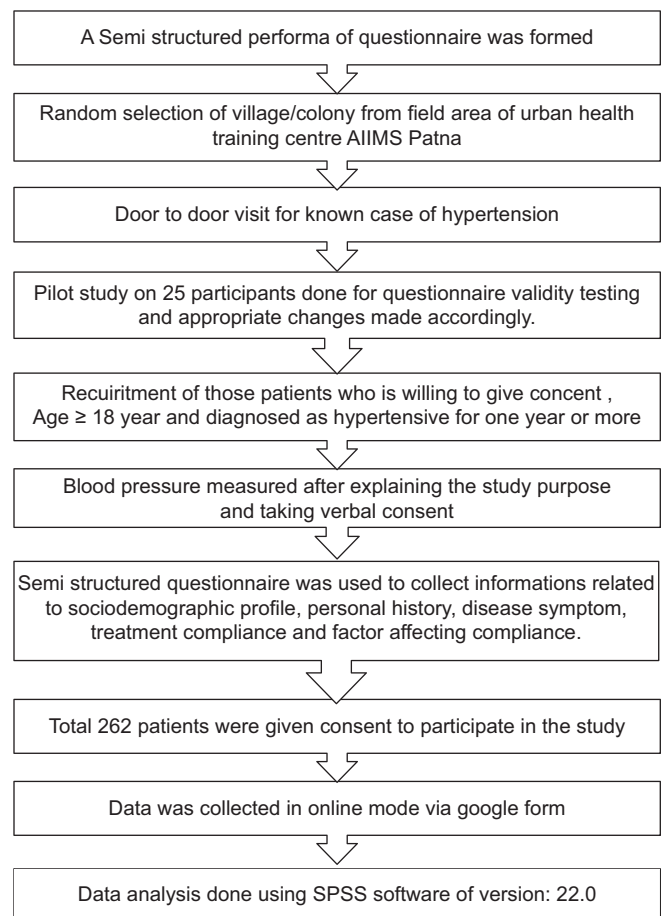 A Semi structured performa of questionnaire was formed
Random selection of village/colony from field area of urban health
training centre AIIMS Patna
Door to door visit for known case of hypertension
Pilot study on 25 participants done for questionnaire validity testing
and appropriate changes made accordingly.
Recuiritment of those patients who is willing to give concent ,
Age ≥ 18 year and diagnosed as hypertensive for one year or more
Blood pressure measured after explaining the study purpose
and taking verbal consent
Semi structured questionnaire was used to collect informations related
to sociodemographic profile, personal history, disease symptom,
treatment compliance and factor affecting compliance.
Total 262 patients were given consent to participate in the study
Data was collected in online mode via google form
Data analysis done using SPSS software of version: 22.0